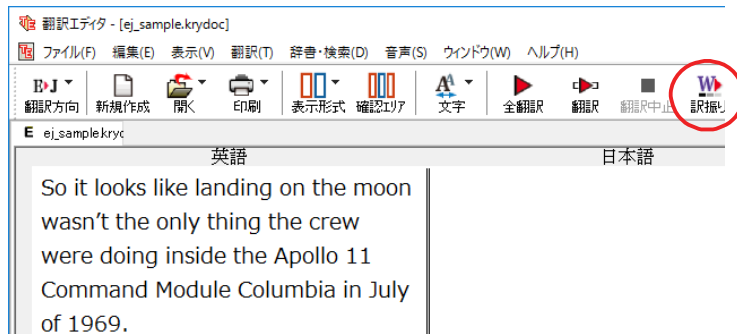 翻訳エディタ - [ej_sample.krydoc]
ファイル(F) 編集(E) 表示(V) 翻訳(T) 辞書・検索(D) 音声(S) ウィンドウ(W) ヘルプ(H)
E▸J
翻訳方向 新規作成 開く 印刷 表示形式 確認エリア 文字 全翻訳 翻訳 翻訳中止 訳振り
E ej_sample.kryd
英語 日本語
So it looks like landing on the moon
wasn't the only thing the crew
were doing inside the Apollo 11
Command Module Columbia in July
of 1969.